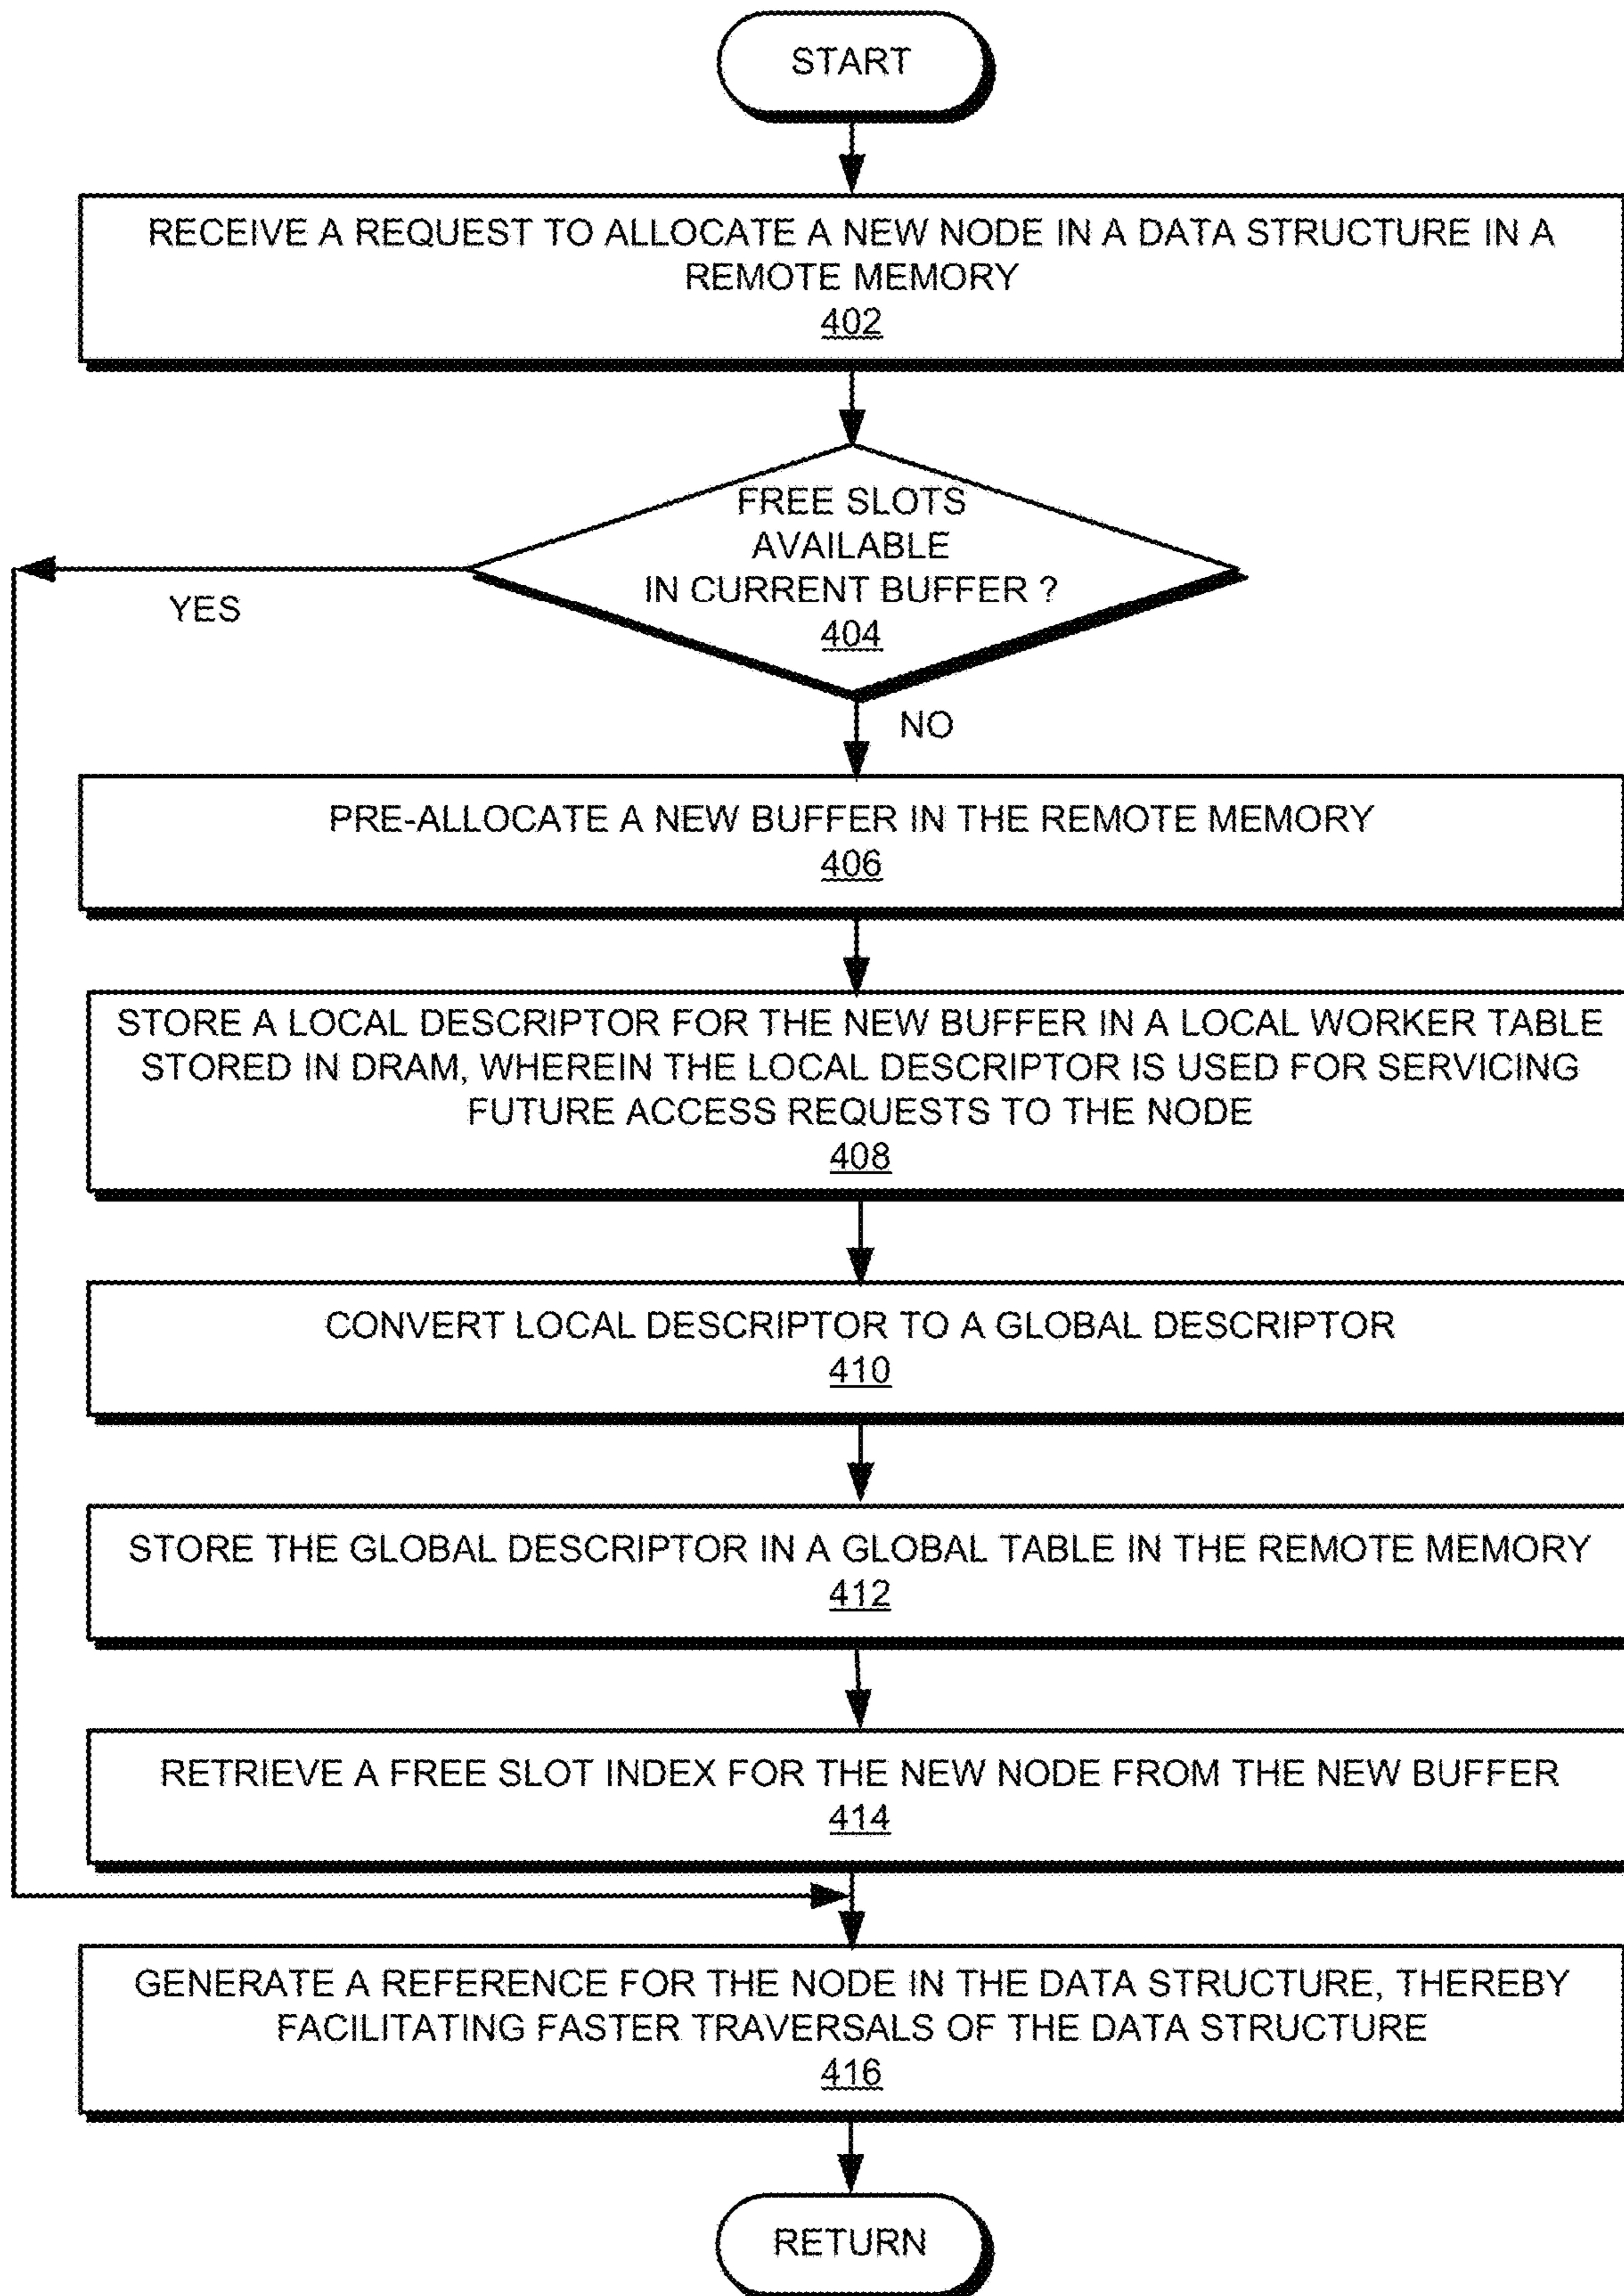 START
RECEIVE A REQUEST TO ALLOCATE A NEW NODE IN A DATA STRUCTURE IN A
REMOTE MEMORY
402
FREE SLOTS
AVAILABLE
IN CURRENT BUFFER ?
404
YES
NO
PRE-ALLOCATE A NEW BUFFER IN THE REMOTE MEMORY
406
STORE A LOCAL DESCRIPTOR FOR THE NEW BUFFER IN A LOCAL WORKER TABLE
STORED IN DRAM, WHEREIN THE LOCAL DESCRIPTOR IS USED FOR SERVICING
FUTURE ACCESS REQUESTS TO THE NODE
408
CONVERT LOCAL DESCRIPTOR TO A GLOBAL DESCRIPTOR
410
STORE THE GLOBAL DESCRIPTOR IN A GLOBAL TABLE IN THE REMOTE MEMORY
412
RETRIEVE A FREE SLOT INDEX FOR THE NEW NODE FROM THE NEW BUFFER
414
GENERATE A REFERENCE FOR THE NODE IN THE DATA STRUCTURE, THEREBY
FACILITATING FASTER TRAVERSALS OF THE DATA STRUCTURE
416
RETURN